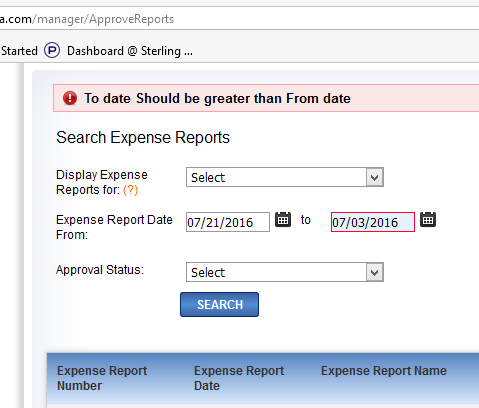 a.com/manager/ApproveReports
Started Dashboard @ Sterling ...
To date Should be greater than From date
Search Expense Reports
Display Expense Select
Reports for: (?)
Expense Report Date 07/21/2016 to 07/03/2016
From:
Approval Status: Select
SEARCH
Expense Report Expense Report Expense Report Name
Number Date